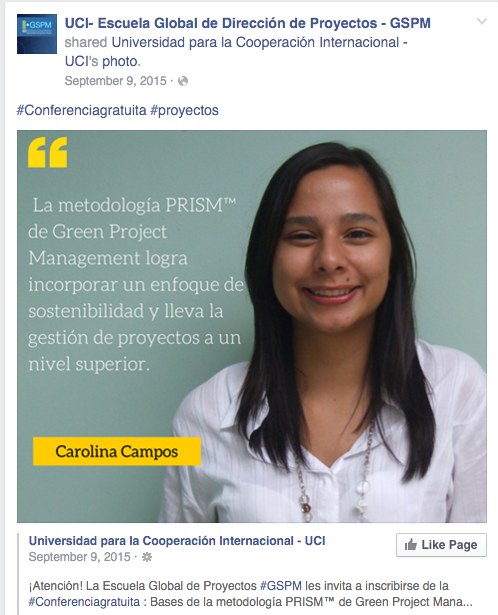 GSPM
UCI- Escuela Global de Dirección de Proyectos - GSPM
shared Universidad para la Cooperación Internacional -
UCI's photo.
September 9, 2015 ·
#Conferenciagratuita #proyectos
La metodología PRISM™
de Green Project
Management logra
incorporar un enfoque de
sostenibilidad y lleva la
gestión de proyectos a un
nivel superior.
Carolina Campos
Universidad para la Cooperación Internacional - UCI
September 9, 2015 ·
Like Page
¡Atención! La Escuela Global de Proyectos #GSPM les invita a inscribirse de la
#Conferenciagratuita : Bases de la metodología PRISM™ de Green Project Mana...